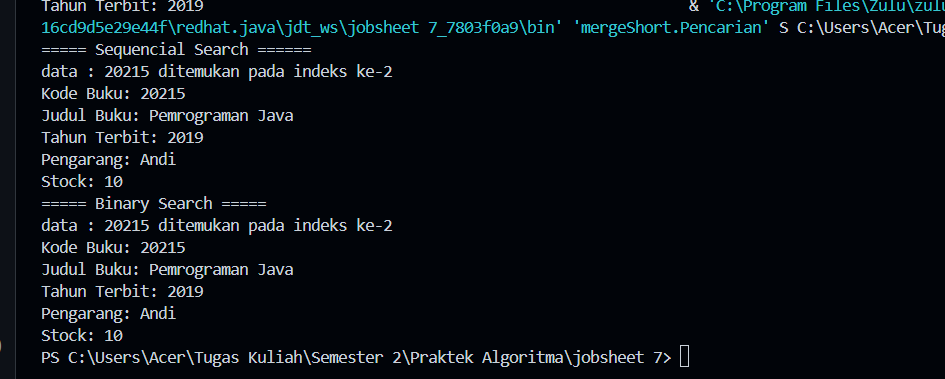 Tahun Terbit: 2019 & 'C:\Program Files\Zulu\zulu
16cd9d5e29e44f\redhat.java\jdt_ws\jobsheet 7_7803f0a9\bin' 'mergeShort.Pencarian' S C:\Users\Acer\Tug
===== Sequencial Search ======
data : 20215 ditemukan pada indeks ke-2
Kode Buku: 20215
Judul Buku: Pemrograman Java
Tahun Terbit: 2019
Pengarang: Andi
Stock: 10
===== Binary Search =====
data : 20215 ditemukan pada indeks ke-2
Kode Buku: 20215
Judul Buku: Pemrograman Java
Tahun Terbit: 2019
Pengarang: Andi
Stock: 10
PS C:\Users\Acer\Tugas Kuliah\Semester 2\Praktek Algoritma\jobsheet 7>